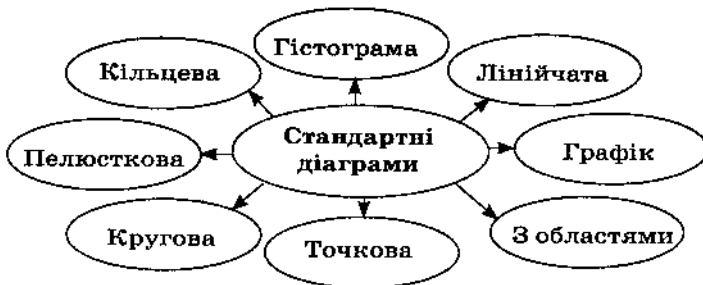 Гістограма
Кільцева
Лінійчата
Стандартні
діаграми
Пелюсткова
Графік
Кругова
Точкова
З областями